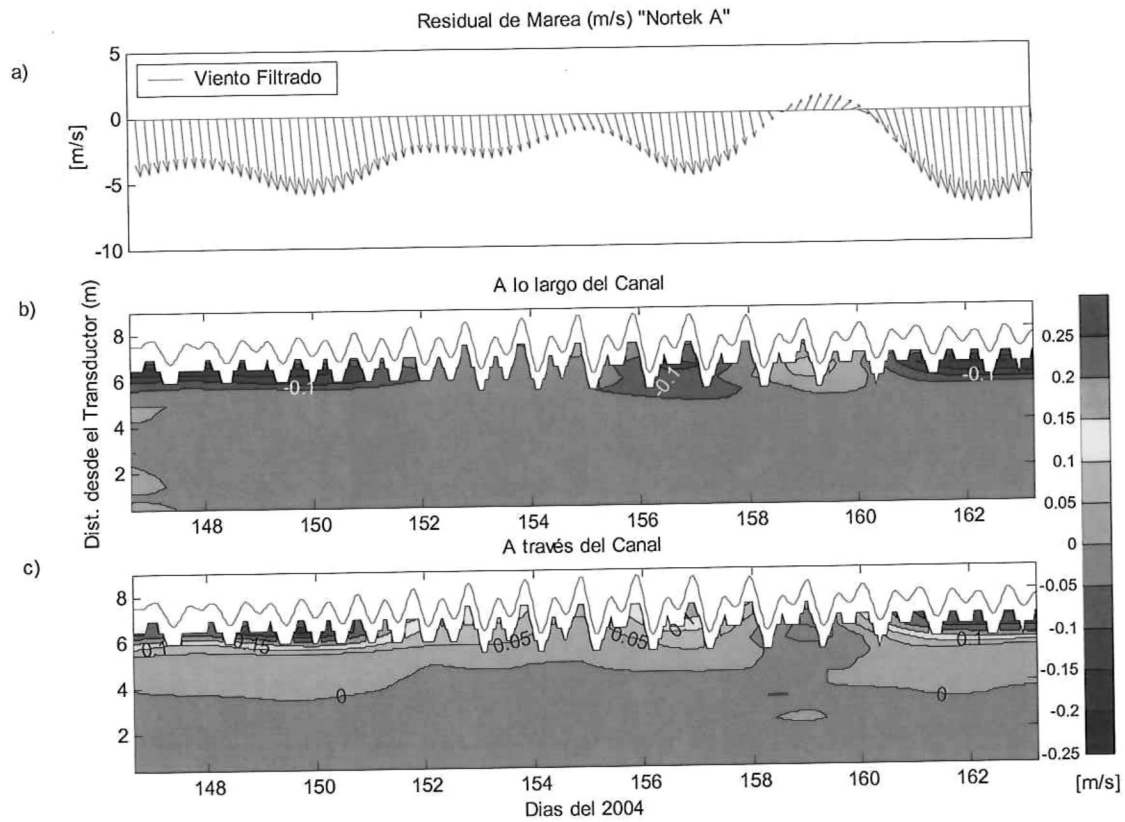 Residual de Marea (m/s) "Nortek A"
a)
Viento Filtrado
[m/s]
5
0
-5
-10
b)
A lo largo del Canal
Dist. desde el Transductor (m)
8
6
4
2
-0.1
-0.1
-0.1
148 150 152 154 156 158 160 162
0.25
0.2
0.15
0.1
0.05
0
-0.05
-0.1
-0.15
-0.2
-0.25
[m/s]
c)
A través del Canal
8
6
4
2
0.1
0.15
0.05
0.05
0.1
0.1
0
0
148 150 152 154 156 158 160 162
Dias del 2004